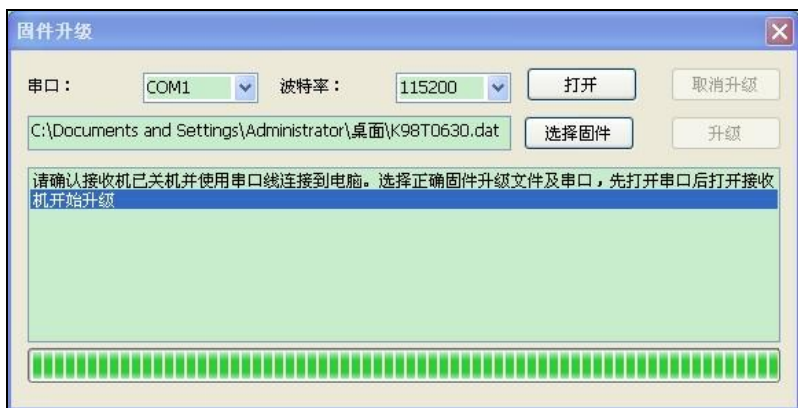 固件升级
串口： COM1 波特率： 115200 打开 取消升级
C:\Documents and Settings\Administrator\桌面\K98T0630.dat 选择固件 升级
请确认接收机已关机并使用串口线连接到电脑。选择正确固件升级文件及串口，先打开串口后打开接收
机开始升级